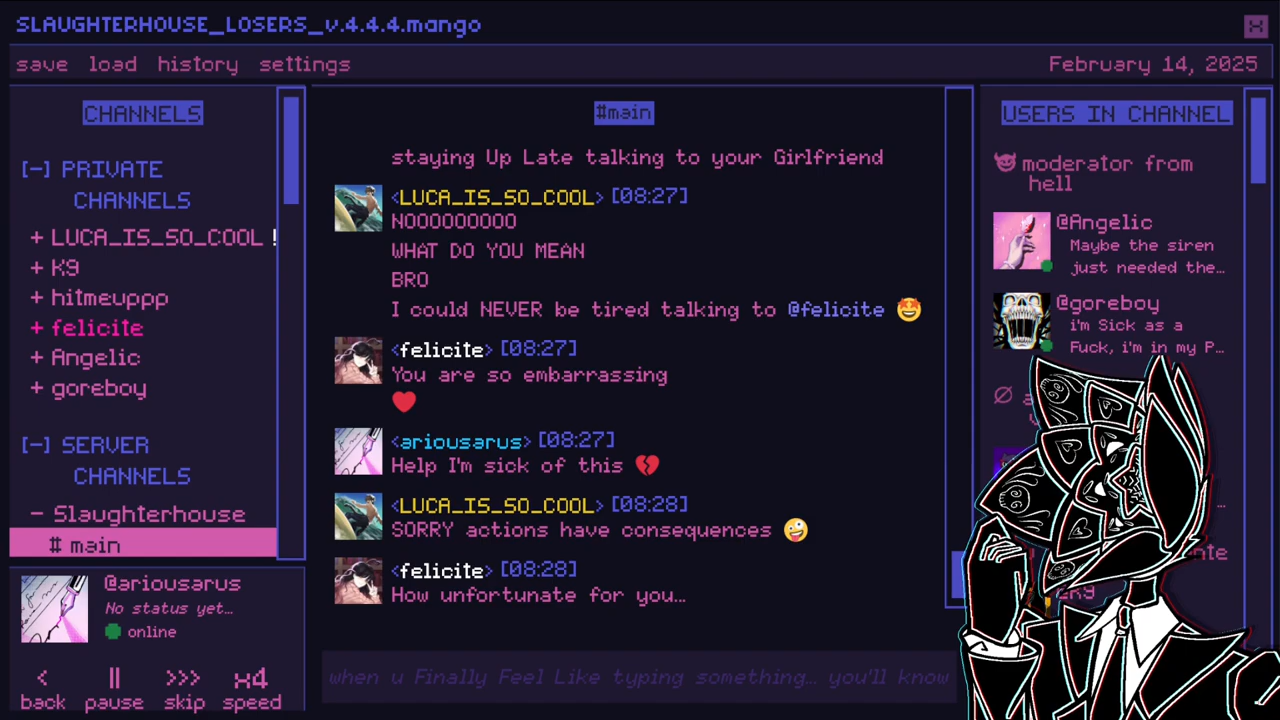 SLAUGHTERHOUSE_LOSERS_v.4.4.4.mango
X
save load history settings
February 14, 2025
CHANNELS
[-] PRIVATE
CHANNELS
+ LUCA_IS_SO_COOL !
+ K9
+ hitmeuppp
+ felicite
+ Angelic
+ goreboy
[-] SERVER
CHANNELS
- Slaughterhouse
# main
@ariousarus
No status yet...
online
< || >>> x4
back pause skip speed
#main
staying Up Late talking to your Girlfriend
<LUCA_IS_SO_COOL> [08:27]
NOOOOOOOOO
WHAT DO YOU MEAN
BRO
I could NEVER be tired talking to @felicite 🤩
<felicite> [08:27]
You are so embarrassing
❤️
<ariousarus> [08:27]
Help I'm sick of this 💔
<LUCA_IS_SO_COOL> [08:28]
SORRY actions have consequences 🤪
<felicite> [08:28]
How unfortunate for you...
when u Finally Feel Like typing something... you'll know
USERS IN CHANNEL
😈 moderator from
hell
@Angelic
Maybe the siren
just needed the...
@goreboy
i'm Sick as a
Fuck, i'm in my P...